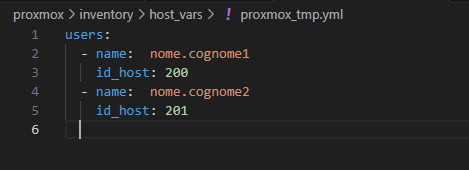 proxmox > inventory > host_vars > ! proxmox_tmp.yml
1 users:
2 - name:  nome.cognome1
3 id_host: 200
4 - name:  nome.cognome2
5 id_host: 201
6